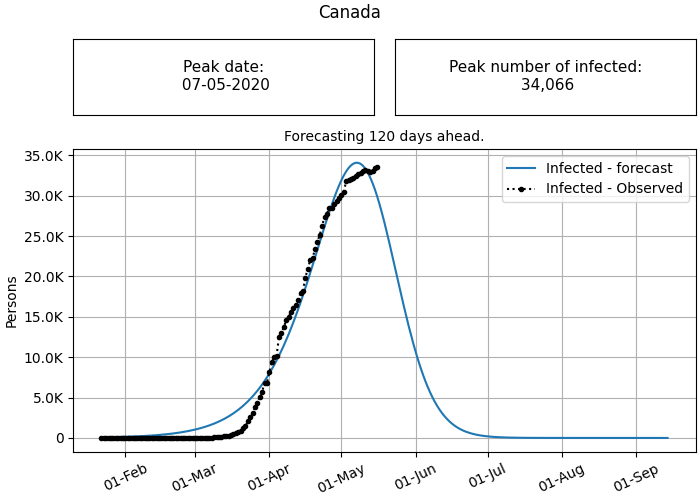 Canada
Peak date:
07-05-2020
Peak number of infected:
34,066
Forecasting 120 days ahead.
35.0K
30.0K
25.0K
20.0K
15.0K
10.0K
5.0K
0
Persons
Infected - forecast
Infected - Observed
01-Feb
01-Mar
01-Apr
01-May
01-Jun
01-Jul
01-Aug
01-Sep